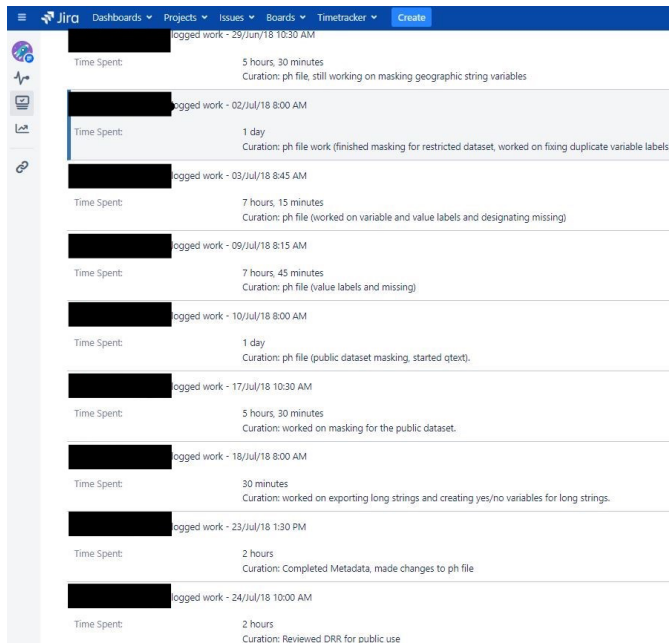 Jira Dashboards Projects Issues Boards Timetracker Create
logged work - 29/Jun/18 10:30 AM
Time Spent: 5 hours, 30 minutes
Curation: ph file, still working on masking geographic string variables
logged work - 02/Jul/18 8:00 AM
Time Spent: 1 day
Curation: ph file work (finished masking for restricted dataset, worked on fixing duplicate variable labels
logged work - 03/Jul/18 8:45 AM
Time Spent: 7 hours, 15 minutes
Curation: ph file (worked on variable and value labels and designating missing)
logged work - 09/Jul/18 8:15 AM
Time Spent: 7 hours, 45 minutes
Curation: ph file (value labels and missing)
logged work - 10/Jul/18 8:00 AM
Time Spent: 1 day
Curation: ph file (public dataset masking, started qtext).
logged work - 17/Jul/18 10:30 AM
Time Spent: 5 hours, 30 minutes
Curation: worked on masking for the public dataset.
logged work - 18/Jul/18 8:00 AM
Time Spent: 30 minutes
Curation: worked on exporting long strings and creating yes/no variables for long strings.
logged work - 23/Jul/18 1:30 PM
Time Spent: 2 hours
Curation: Completed Metadata, made changes to ph file
logged work - 24/Jul/18 10:00 AM
Time Spent: 2 hours
Curation: Reviewed DRR for public use